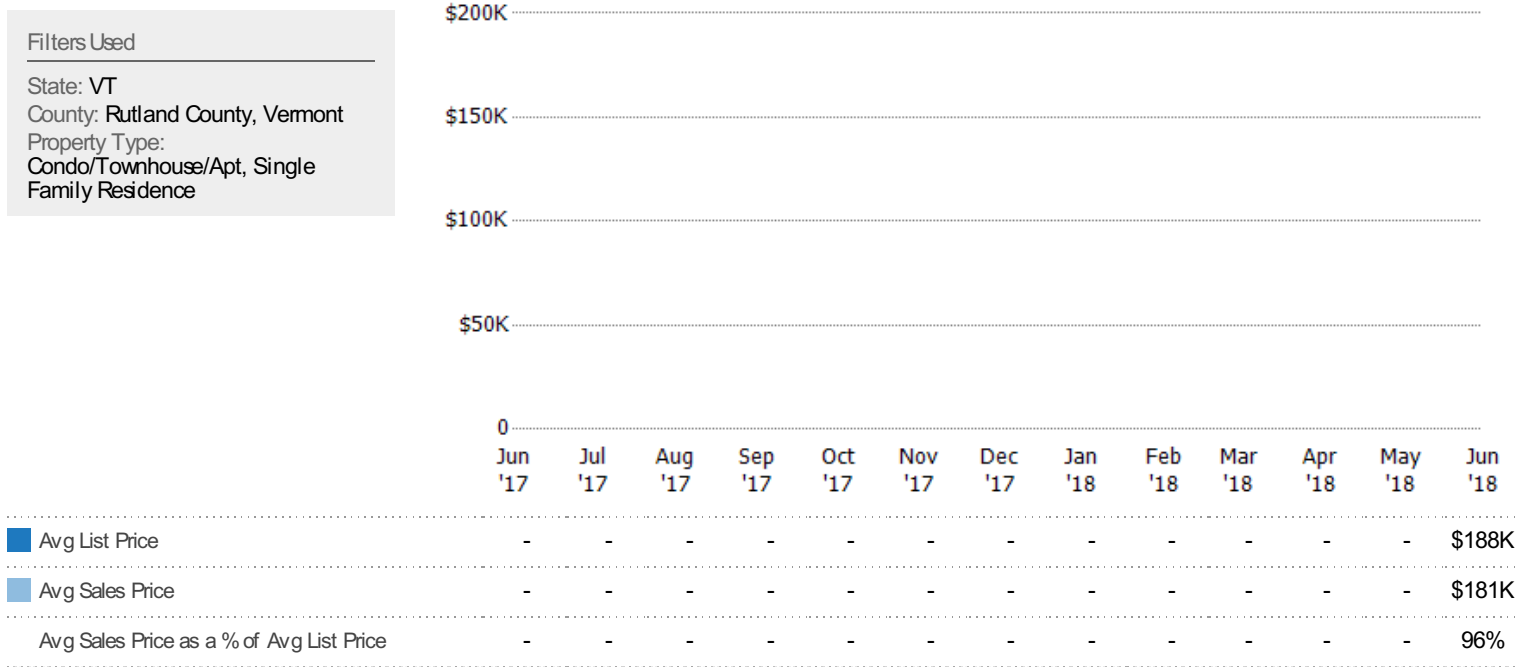 Filters Used
State: VT
County: Rutland County, Vermont
Property Type:
Condo/Townhouse/Apt, Single
Family Residence
$200K
$150K
$100K
$50K
0
Jun Jul Aug Sep Oct Nov Dec Jan Feb Mar Apr May Jun
'17 '17 '17 '17 '17 '17 '17 '18 '18 '18 '18 '18 '18
Avg List Price - - - - - - - - - - - - $188K
Avg Sales Price - - - - - - - - - - - - $181K
Avg Sales Price as a % of Avg List Price - - - - - - - - - - - - 96%